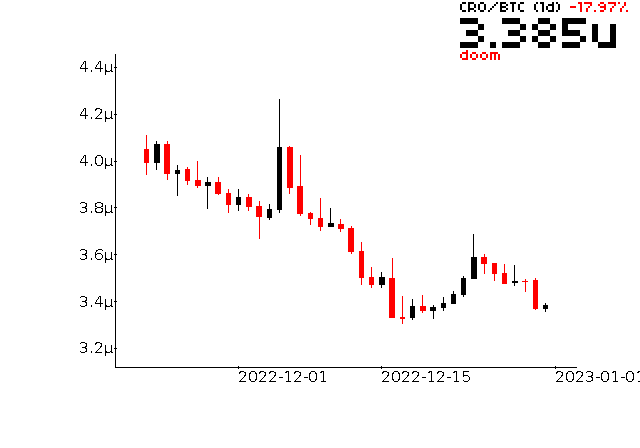 CRO/BTC (1d) -17.97%
3.385u
doom
4.4µ
4.2µ
4.0µ
3.8µ
3.6µ
3.4µ
3.2µ
2022-12-01 2022-12-15 2023-01-01